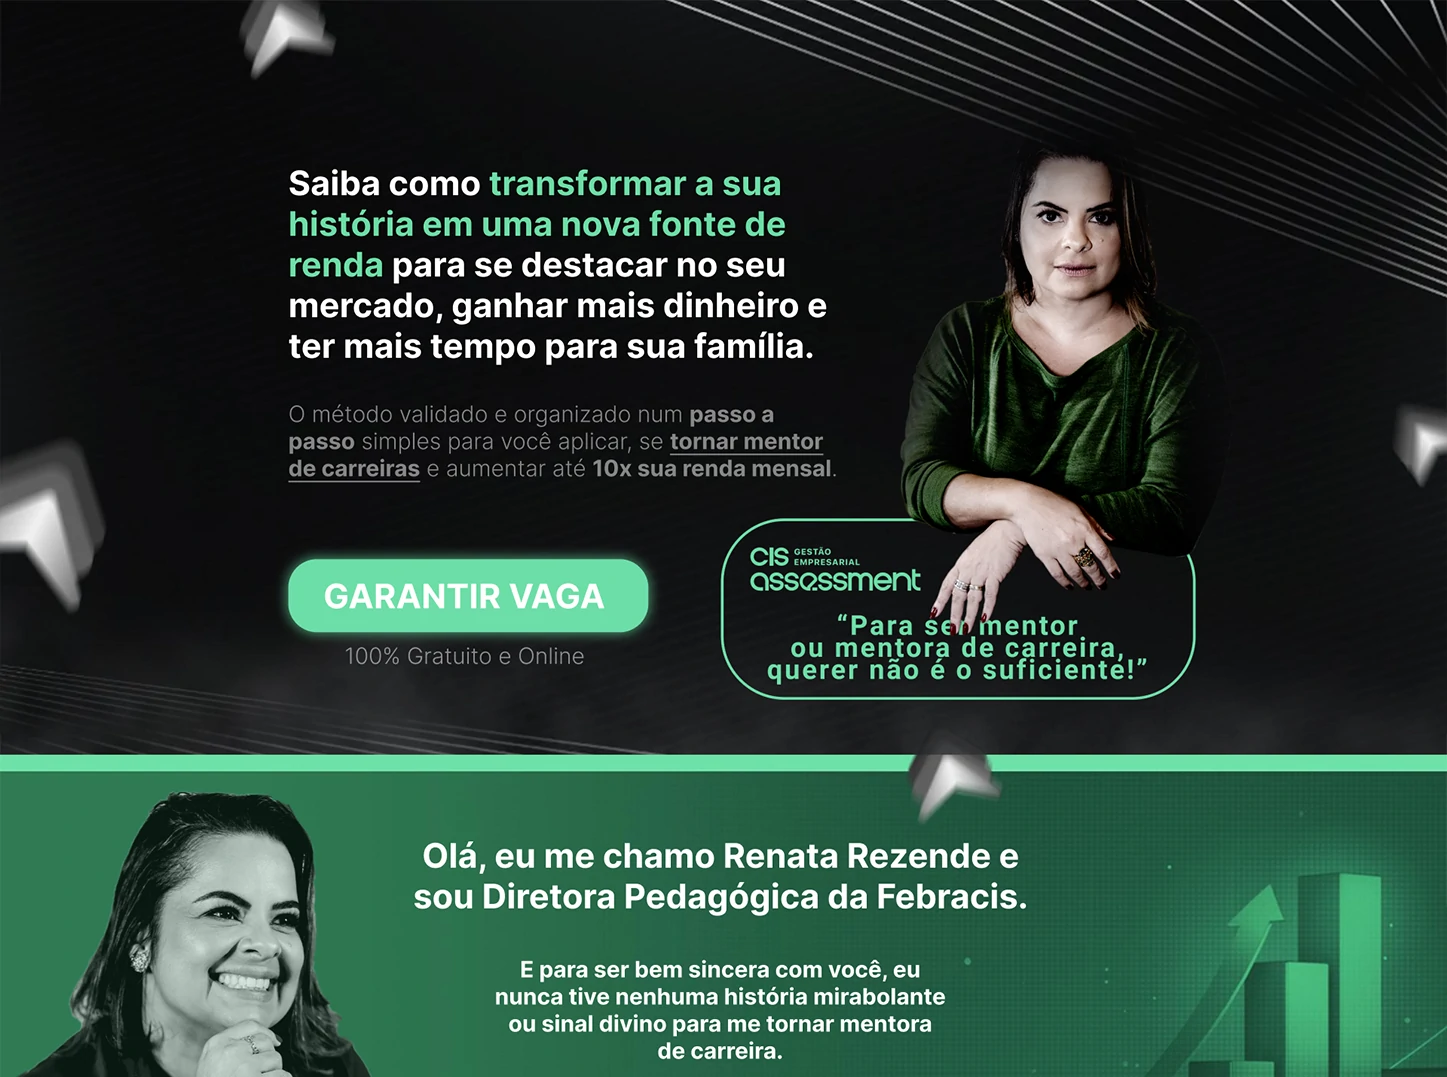 Saiba como transformar a sua
história em uma nova fonte de
renda para se destacar no seu
mercado, ganhar mais dinheiro e
ter mais tempo para sua família.
O método validado e organizado num passo a
passo simples para você aplicar, se tornar mentor
de carreiras e aumentar até 10x sua renda mensal.
GARANTIR VAGA
100% Gratuito e Online
CIS GESTÃO
EMPRESARIAL
assessment
“Para ser mentor
ou mentora de carreira,
querer não é o suficiente!”
Olá, eu me chamo Renata Rezende e
sou Diretora Pedagógica da Febracis.
E para ser bem sincera com você, eu
nunca tive nenhuma história mirabolante
ou sinal divino para me tornar mentora
de carreira.